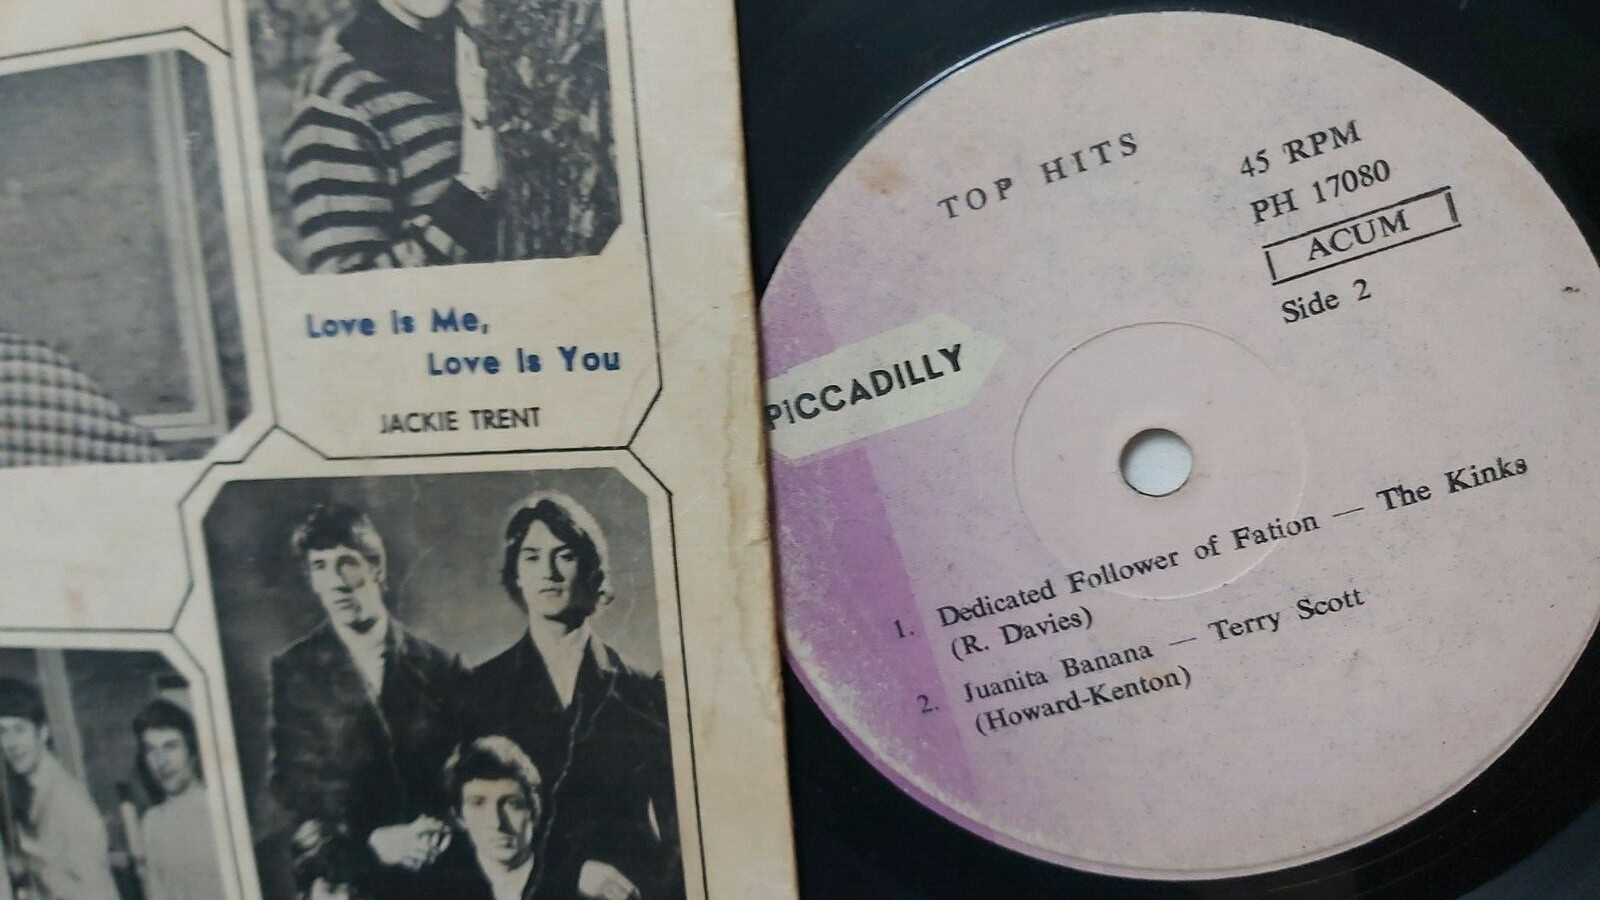 Love Is Me,
Love Is You
JACKIE TRENT
TOP HITS
45 RPM
PH 17080
ACUM
Side 2
PiCCADILLY
1. Dedicated Follower of Fation — The Kinks
(R. Davies)
2. Juanita Banana — Terry Scott
(Howard-Kenton)